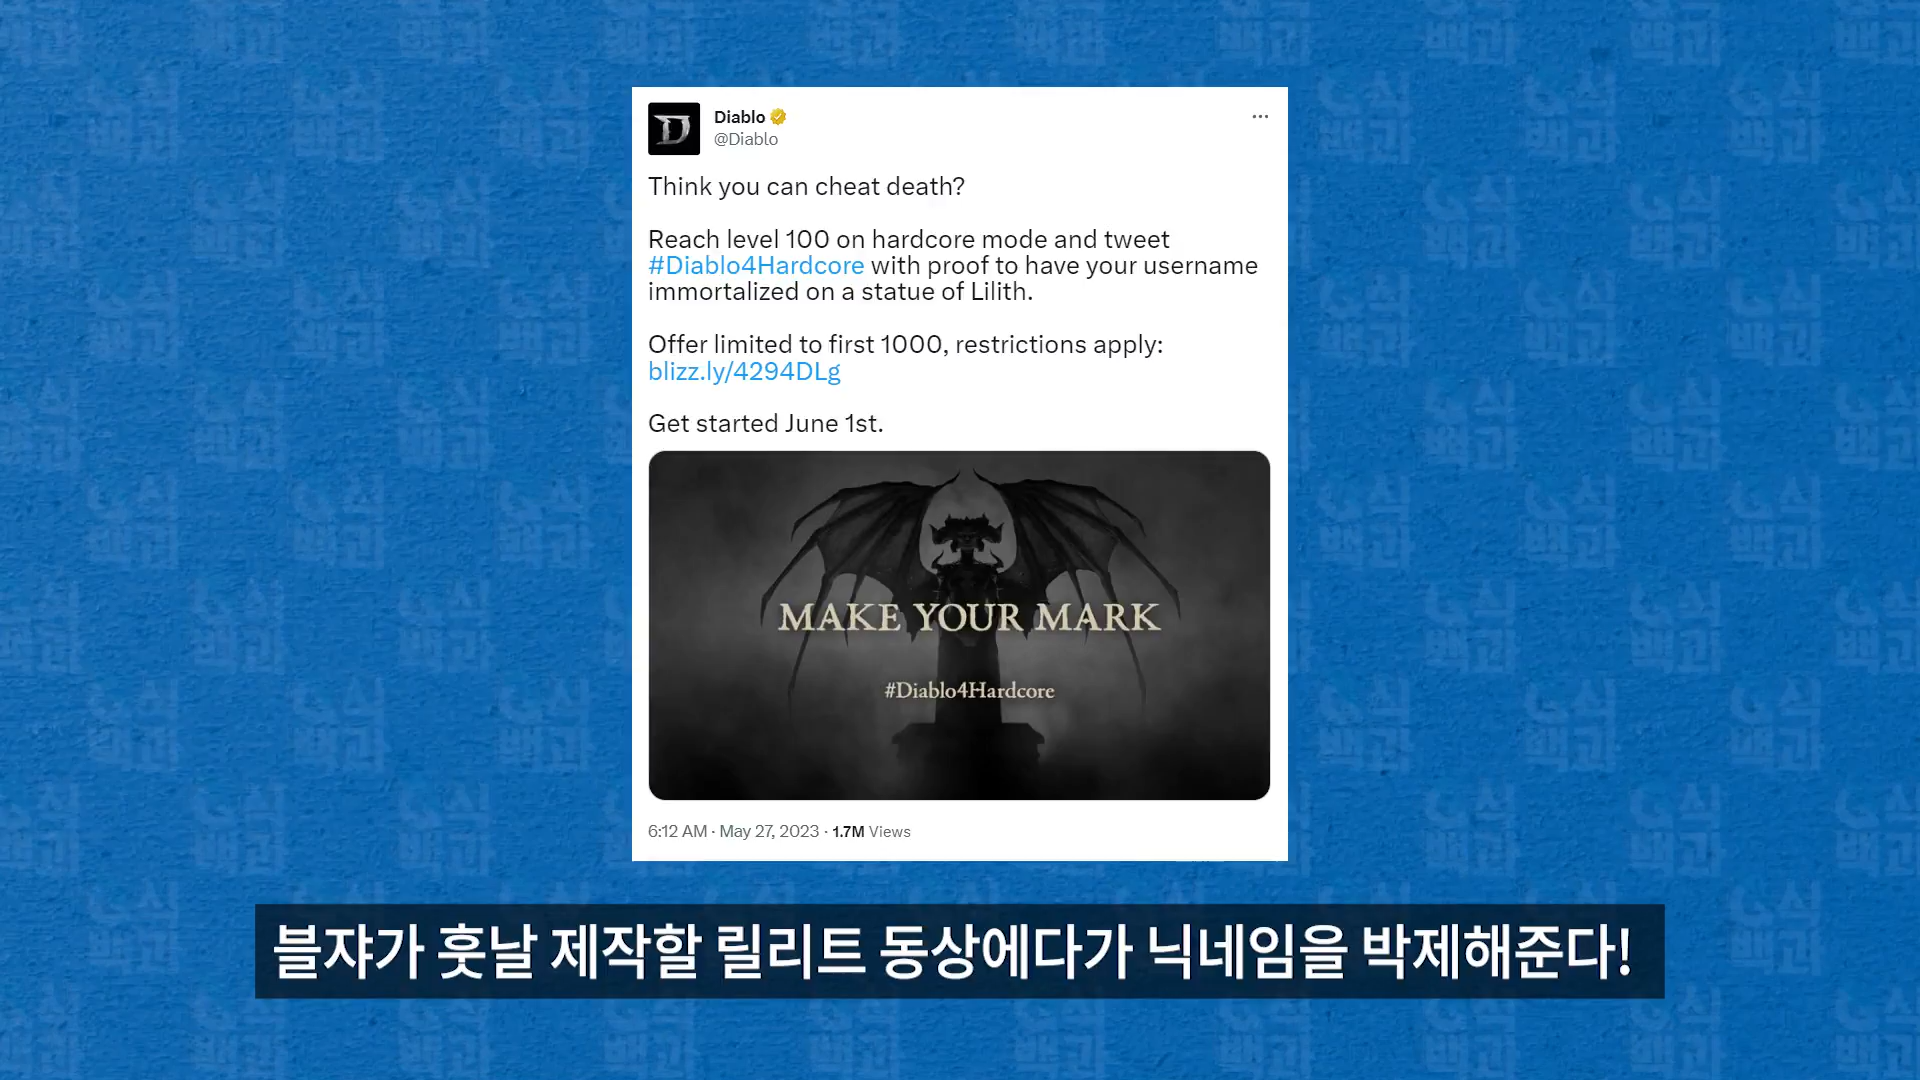 Diablo
@Diablo
Think you can cheat death?
Reach level 100 on hardcore mode and tweet
#Diablo4Hardcore with proof to have your username
immortalized on a statue of Lilith.
Offer limited to first 1000, restrictions apply:
blizz.ly/4294DLg
Get started June 1st.
MAKE YOUR MARK
#Diablo4Hardcore
6:12 AM · May 27, 2023 · 1.7M Views
블쟈가 훗날 제작할 릴리트 동상에다가 닉네임을 박제해준다!